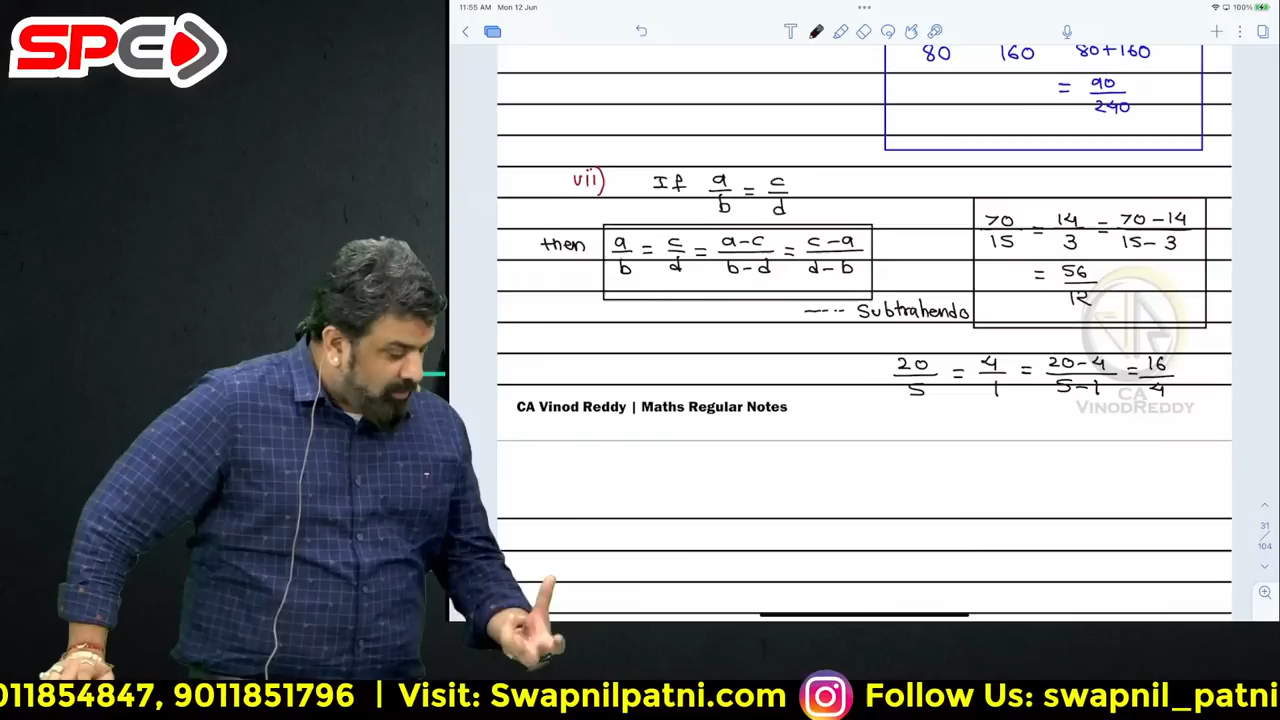 11:55 AM Mon 12 Jun
100%
SPE
80 160 80+160
= 90/240
vii) If a/b = c/d
then a/b = c/d = a-c/b-d = c-a/d-b
---- Subtrahendo
70/15 = 14/3 = 70-14/15-3
= 56/12
20/5 = 4/1 = 20-4/5-1 = 16/4
CA Vinod Reddy | Maths Regular Notes
CA
VINODREDDY
31
/
104
011854847, 9011851796 | Visit: Swapnilpatni.com Follow Us: swapnil_patni